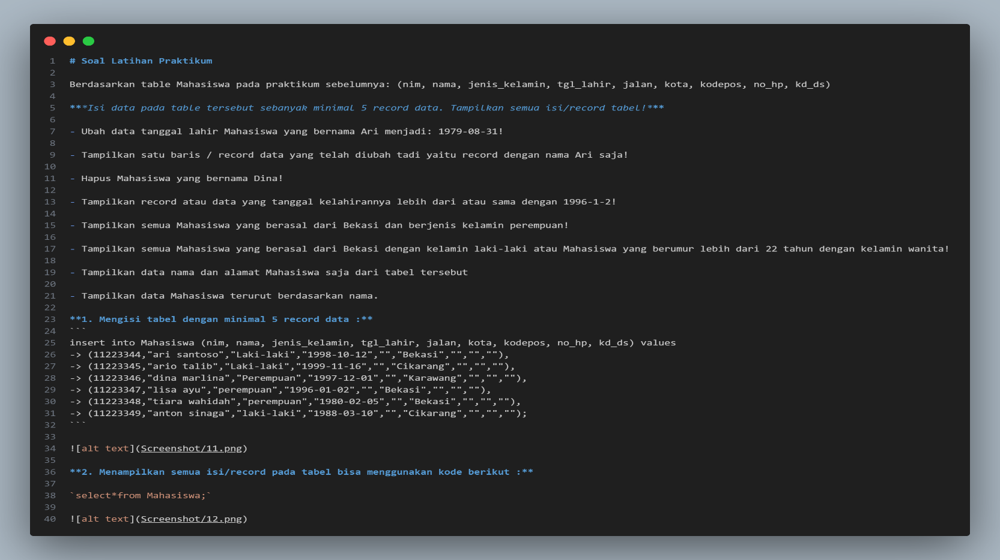 1 # Soal Latihan Praktikum
2
3 Berdasarkan table Mahasiswa pada praktikum sebelumnya: (nim, nama, jenis_kelamin, tgl_lahir, jalan, kota, kodepos, no_hp, kd_ds)
4
5 ***Isi data pada table tersebut sebanyak minimal 5 record data. Tampilkan semua isi/record tabel!***
6
7 - Ubah data tanggal lahir Mahasiswa yang bernama Ari menjadi: 1979-08-31!
8
9 - Tampilkan satu baris / record data yang telah diubah tadi yaitu record dengan nama Ari saja!
10
11 - Hapus Mahasiswa yang bernama Dina!
12
13 - Tampilkan record atau data yang tanggal kelahirannya lebih dari atau sama dengan 1996-1-2!
14
15 - Tampilkan semua Mahasiswa yang berasal dari Bekasi dan berjenis kelamin perempuan!
16
17 - Tampilkan semua Mahasiswa yang berasal dari Bekasi dengan kelamin laki-laki atau Mahasiswa yang berumur lebih dari 22 tahun dengan kelamin wanita!
18
19 - Tampilkan data nama dan alamat Mahasiswa saja dari tabel tersebut
20
21 - Tampilkan data Mahasiswa terurut berdasarkan nama.
22
23 **1. Mengisi tabel dengan minimal 5 record data :**
24 ```
25 insert into Mahasiswa (nim, nama, jenis_kelamin, tgl_lahir, jalan, kota, kodepos, no_hp, kd_ds) values
26 -> (11223344,"ari santoso","Laki-laki","1998-10-12","","Bekasi","","",""),
27 -> (11223345,"ario talib","Laki-laki","1999-11-16","","Cikarang","","",""),
28 -> (11223346,"dina marlina","Perempuan","1997-12-01","","Karawang","","",""),
29 -> (11223347,"lisa ayu","perempuan","1996-01-02","","Bekasi","","",""),
30 -> (11223348,"tiara wahidah","perempuan","1980-02-05","","Bekasi","","",""),
31 -> (11223349,"anton sinaga","laki-laki","1988-03-10","","Cikarang","","","");
32 ```
33
34 ![alt text](Screenshot/11.png)
35
36 **2. Menampilkan semua isi/record pada tabel bisa menggunakan kode berikut :**
37
38 `select*from Mahasiswa;`
39
40 ![alt text](Screenshot/12.png)